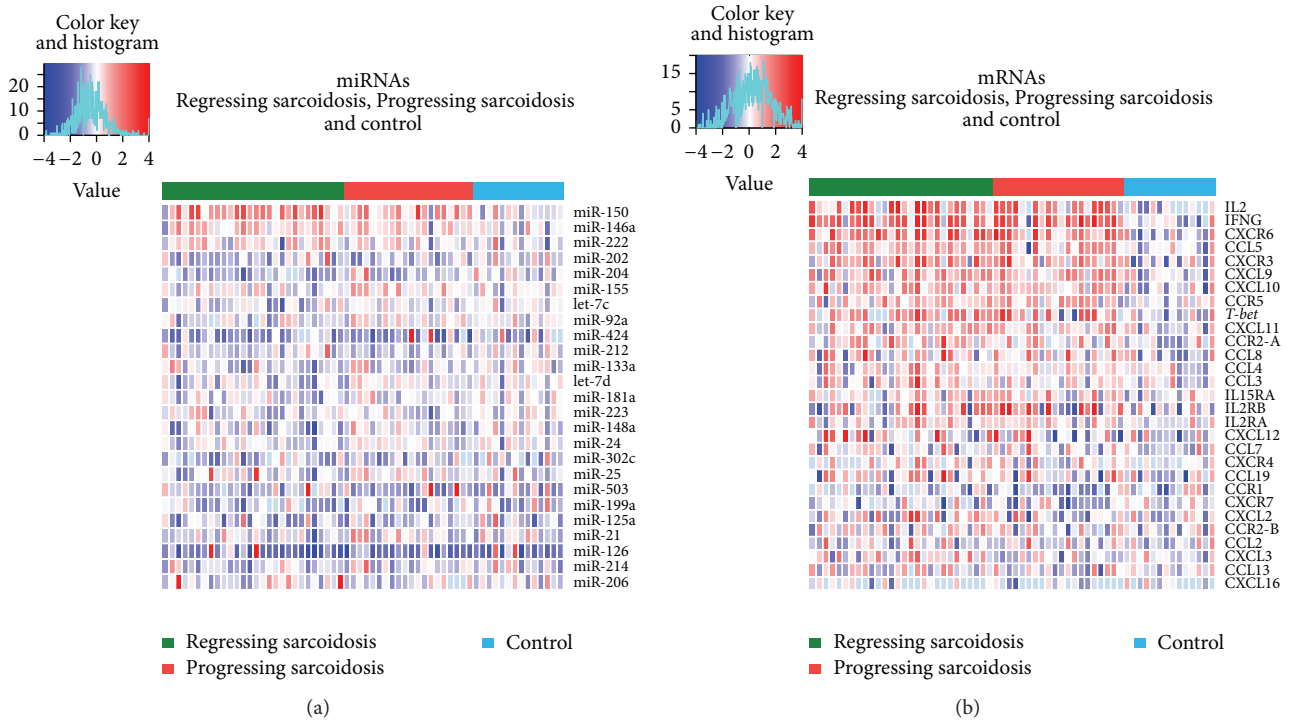 Color key
and histogram
20
10
0
−4 −2 0 2 4
Value
miRNAs
Regressing sarcoidosis, Progressing sarcoidosis
and control
miR-150
miR-146a
miR-222
miR-202
miR-204
miR-155
let-7c
miR-92a
miR-424
miR-212
miR-133a
let-7d
miR-181a
miR-223
miR-148a
miR-24
miR-302c
miR-25
miR-503
miR-199a
miR-125a
miR-21
miR-126
miR-214
miR-206
Regressing sarcoidosis
Progressing sarcoidosis
Control
(a)
Color key
and histogram
15
5
0
−4 −2 0 2 4
Value
mRNAs
Regressing sarcoidosis, Progressing sarcoidosis
and control
IL2
IFNG
CXCR6
CCL5
CXCR3
CXCL9
CXCL10
CCR5
T-bet
CXCL11
CCR2-A
CCL8
CCL4
CCL3
IL15RA
IL2RB
IL2RA
CXCL12
CCL7
CXCR4
CCL19
CCR1
CXCR7
CXCL2
CCR2-B
CCL2
CXCL3
CCL13
CXCL16
Regressing sarcoidosis
Progressing sarcoidosis
Control
(b)